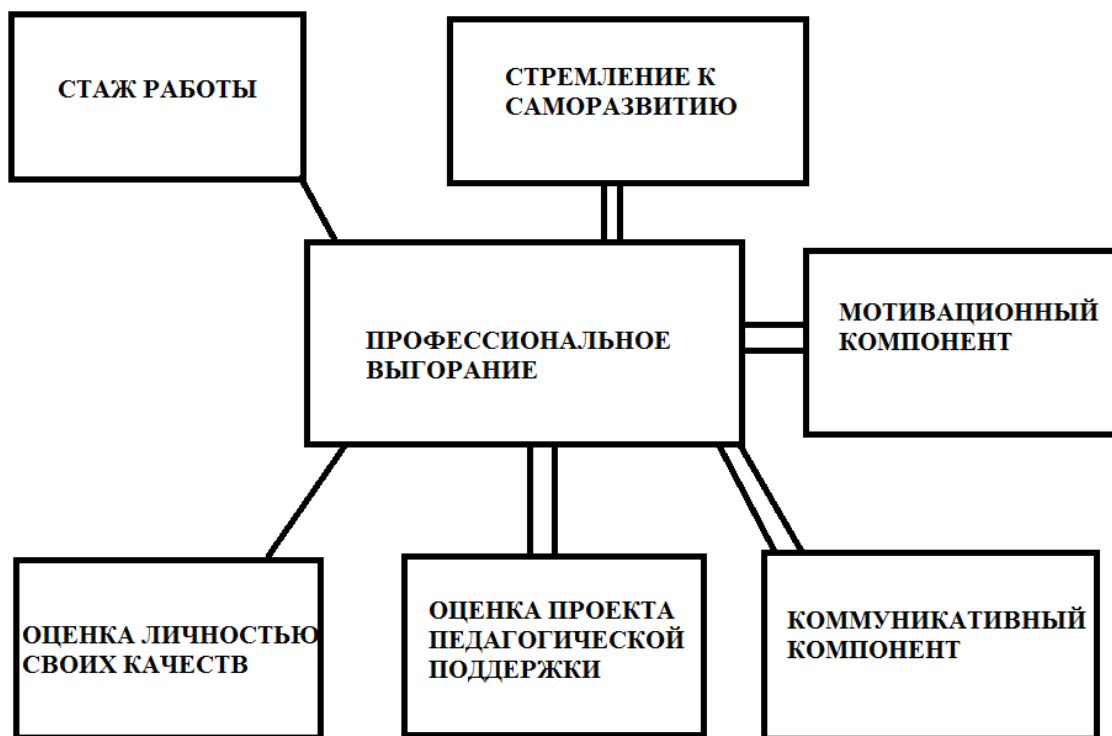 СТАЖ РАБОТЫ
СТРЕМЛЕНИЕ К
САМОРАЗВИТИЮ
ПРОФЕССИОНАЛЬНОЕ
ВЫГОРАНИЕ
МОТИВАЦИОННЫЙ
КОМПОНЕНТ
ОЦЕНКА ЛИЧНОСТЬЮ
СВОИХ КАЧЕСТВ
ОЦЕНКА ПРОЕКТА
ПЕДАГОГИЧЕСКОЙ
ПОДДЕРЖКИ
КОММУНИКАТИВНЫЙ
КОМПОНЕНТ